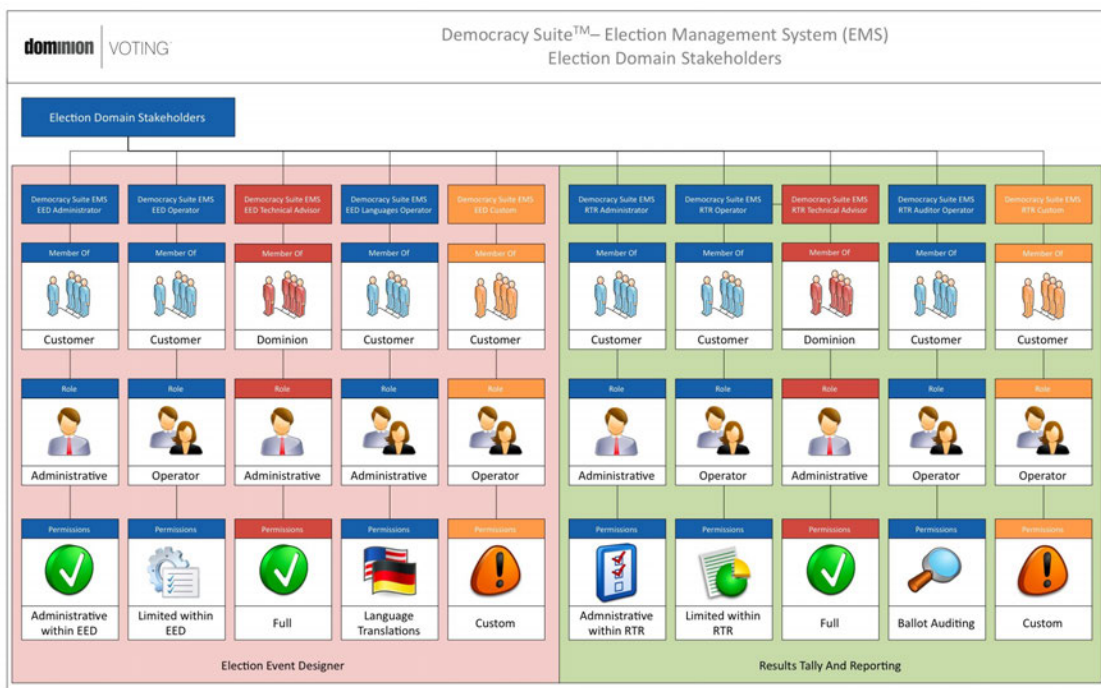 dominion VOTING
Democracy Suite™– Election Management System (EMS)
Election Domain Stakeholders
Election Domain Stakeholders
Democracy Suite EMS
EED Administrator
Democracy Suite EMS
EED Operator
Democracy Suite EMS
EED Technical Advisor
Democracy Suite EMS
EED Languages Operator
Democracy Suite EMS
EED Custom
Democracy Suite EMS
RTR Administrator
Democracy Suite EMS
RTR Operator
Democracy Suite EMS
RTR Technical Advisor
Democracy Suite EMS
RTR Auditor Operator
Democracy Suite EMS
RTR Custom
Member Of
Member Of
Member Of
Member Of
Member Of
Member Of
Member Of
Member Of
Member Of
Member Of
Customer
Customer
Dominion
Customer
Customer
Customer
Customer
Dominion
Customer
Customer
Role
Role
Role
Role
Role
Role
Role
Role
Role
Role
Administrative
Operator
Administrative
Administrative
Operator
Administrative
Operator
Administrative
Operator
Operator
Permissions
Permissions
Permissions
Permissions
Permissions
Permissions
Permissions
Permissions
Permissions
Permissions
Administrative
within EED
Limited within
EED
Full
Language
Translations
Custom
Admnistrative
within RTR
Limited within
RTR
Full
Ballot Auditing
Custom
Election Event Designer
Results Tally And Reporting